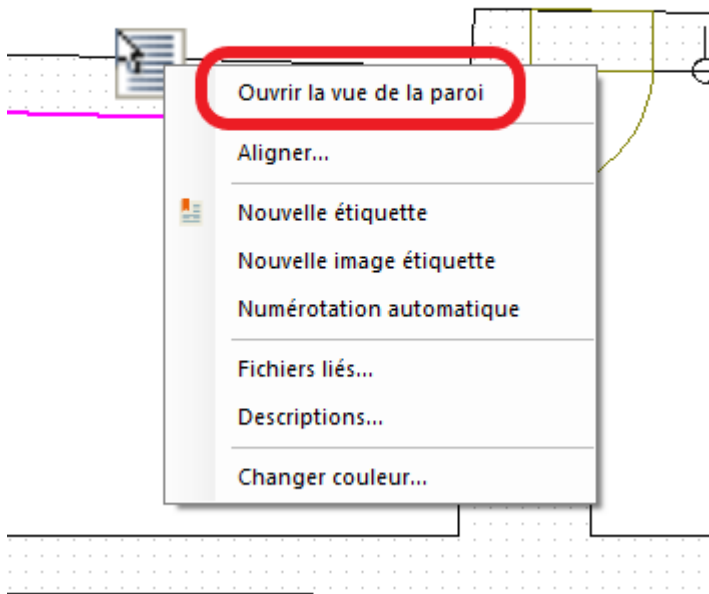 Ouvrir la vue de la paroi
Aligner...
Nouvelle étiquette
Nouvelle image étiquette
Numérotation automatique
Fichiers liés...
Descriptions...
Changer couleur...